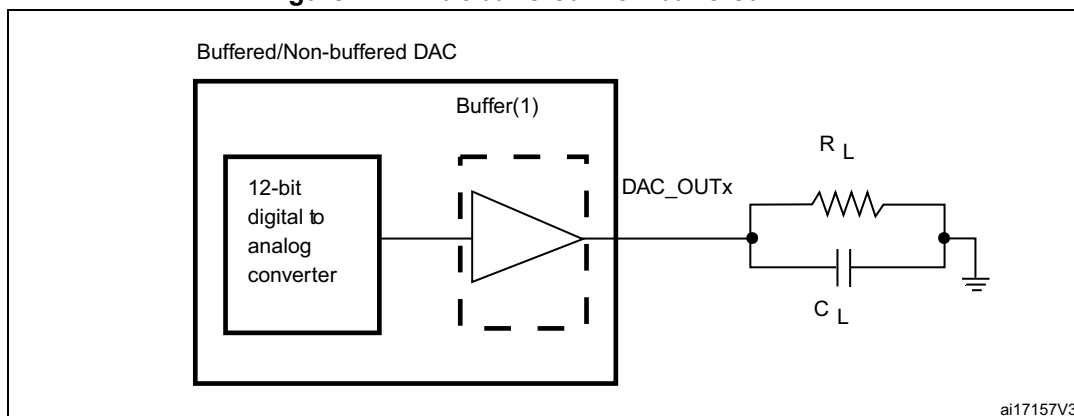 Buffered/Non-buffered DAC
Buffer(1)
12-bit
digital to
analog
converter
DAC_OUTx
R L
C L
ai17157V3